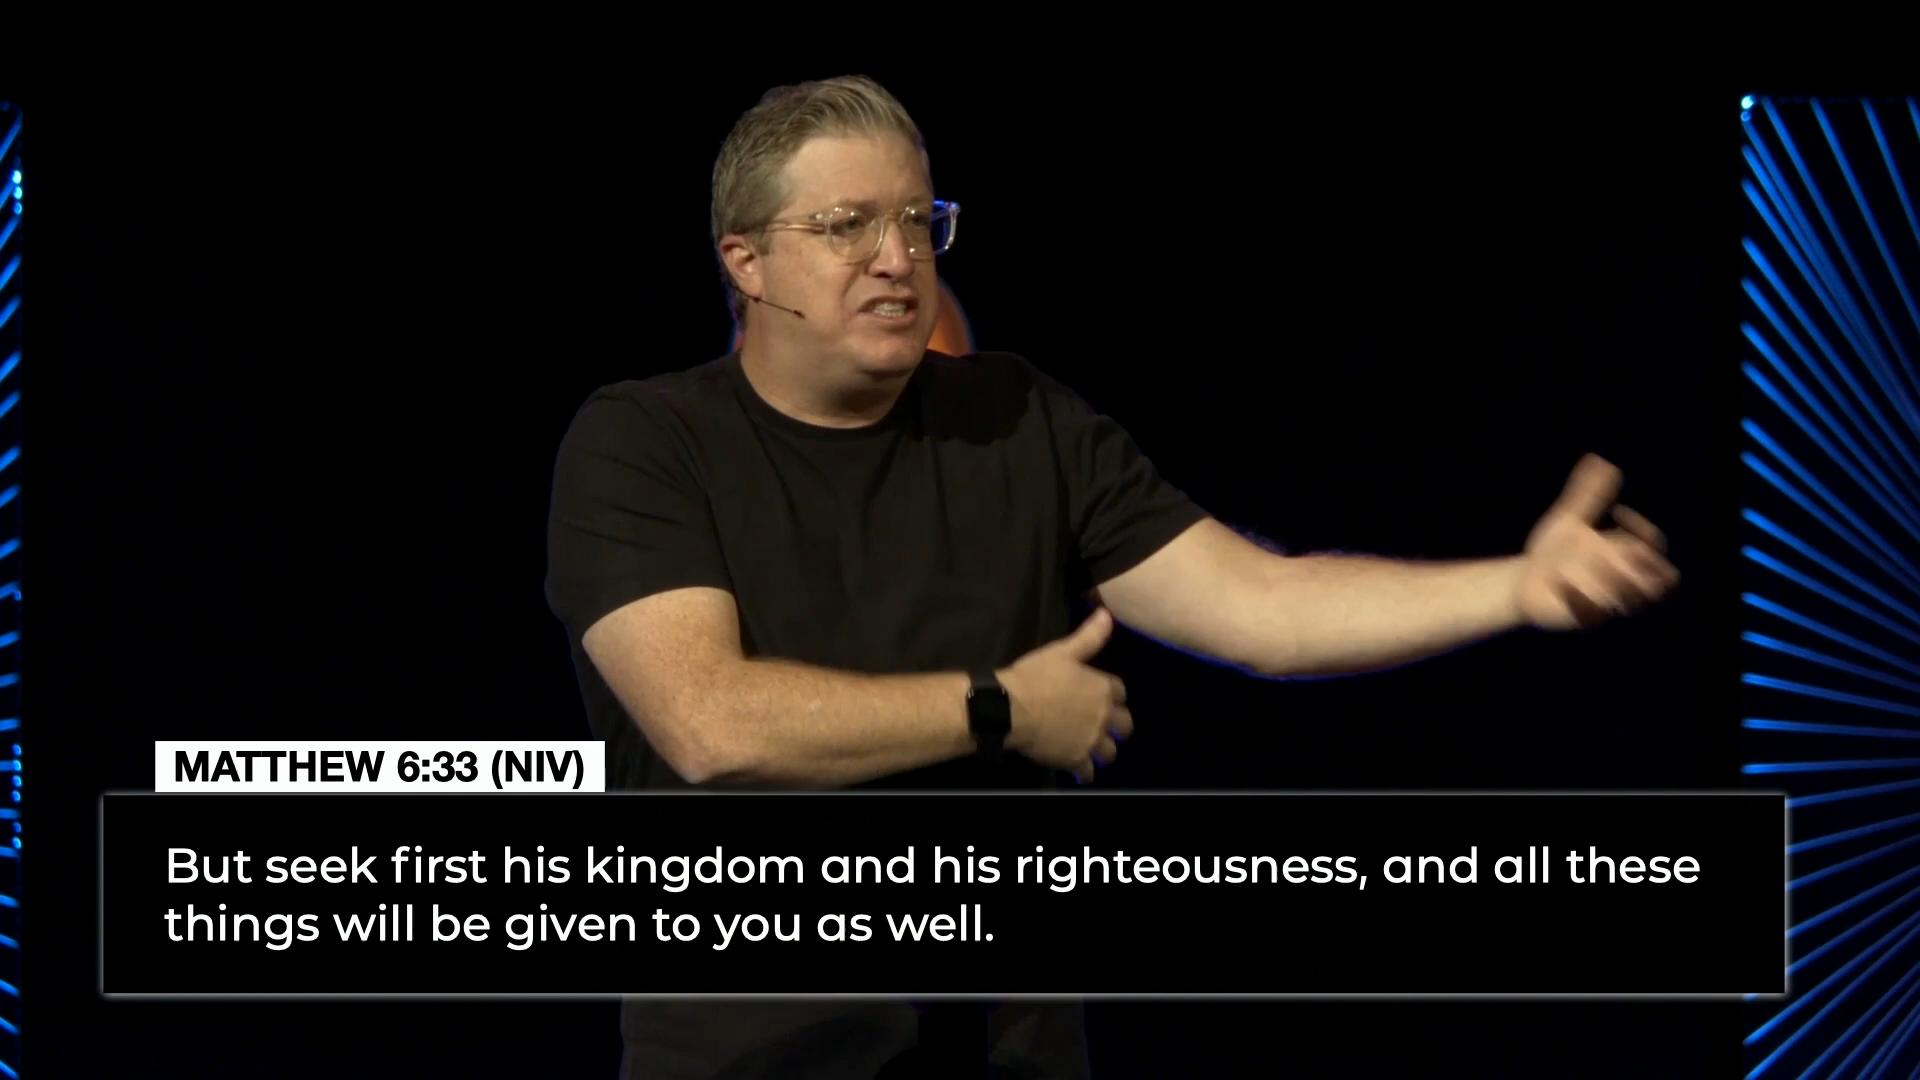 MATTHEW 6:33 (NIV)
But seek first his kingdom and his righteousness, and all these
things will be given to you as well.